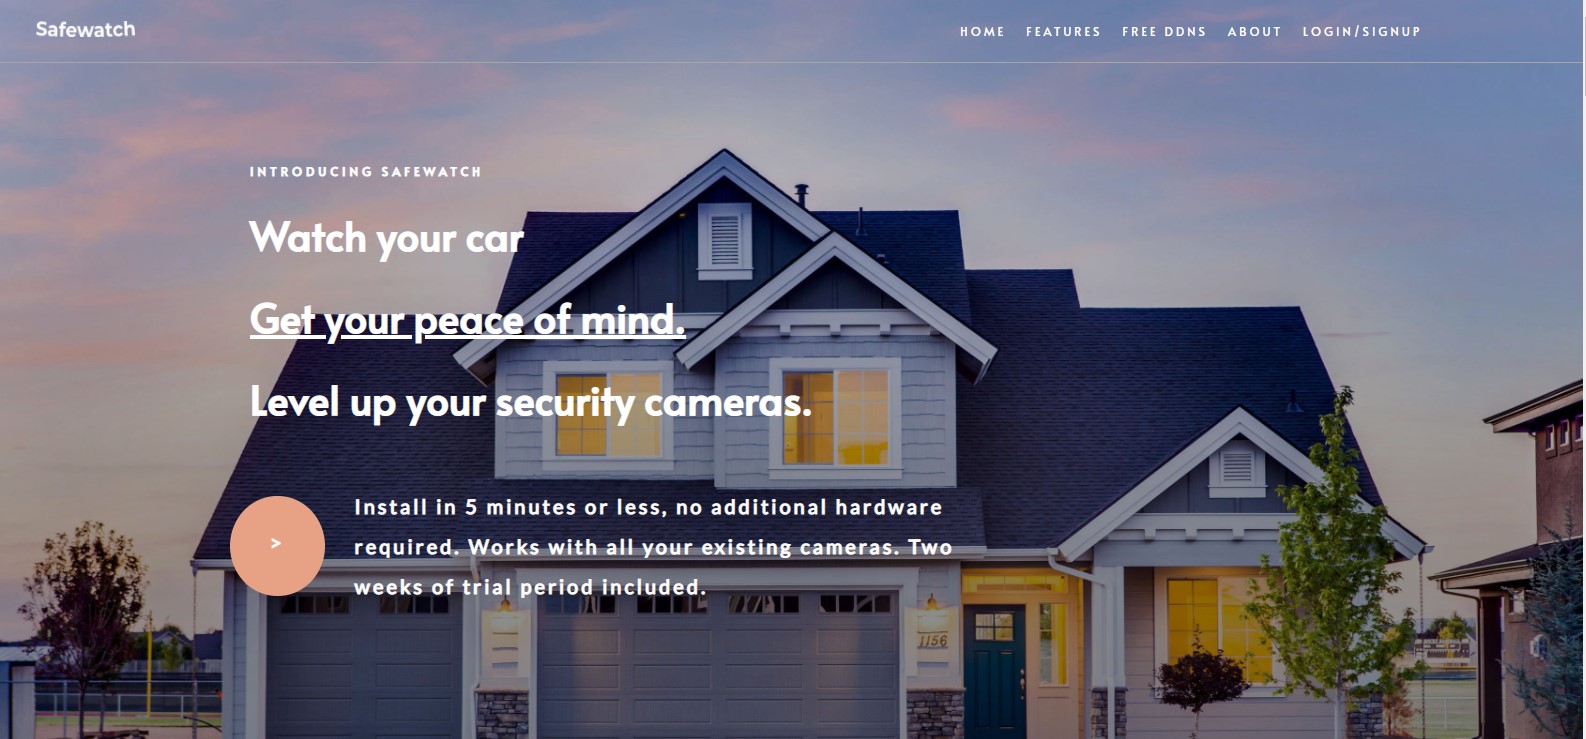 Safewatch
HOME FEATURES FREE DDNS ABOUT LOGIN/SIGNUP
INTRODUCING SAFEWATCH
Watch your car
Get your peace of mind.
Level up your security cameras.
>
Install in 5 minutes or less, no additional hardware
required. Works with all your existing cameras. Two
weeks of trial period included.
1156